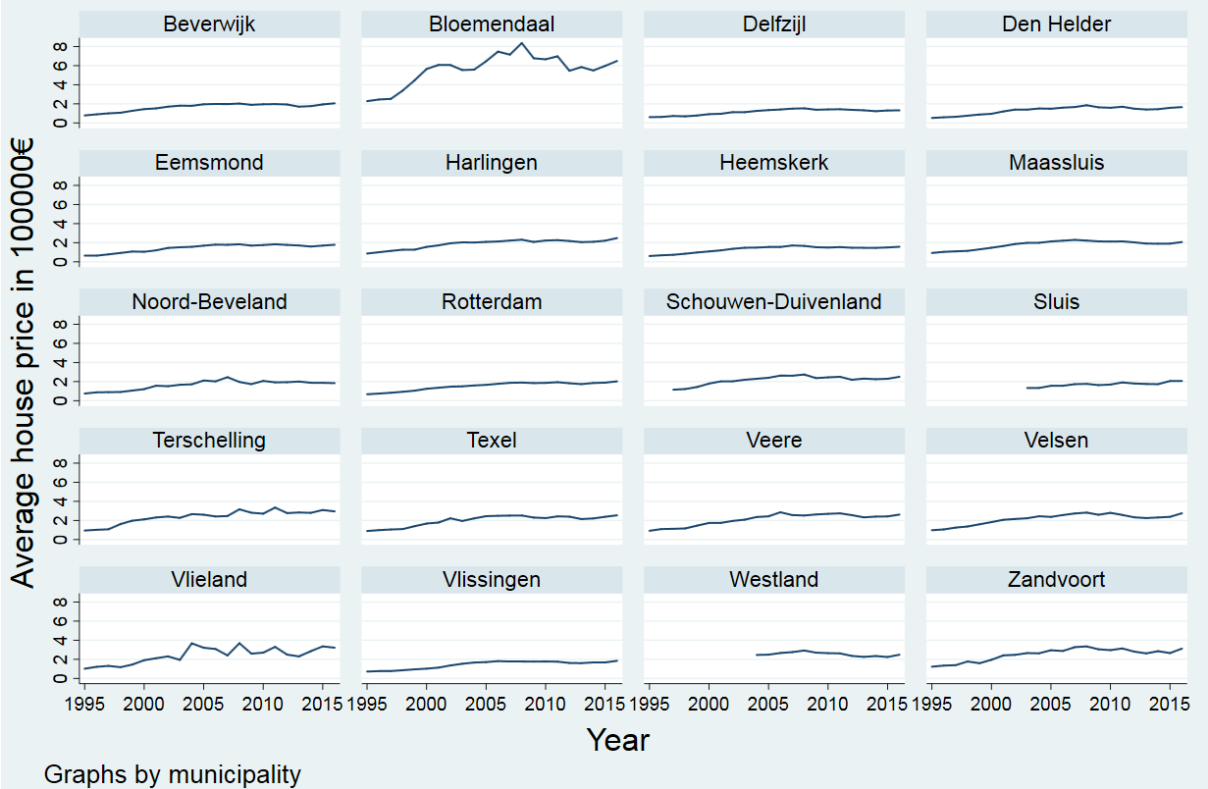 Beverwijk Bloemendaal Delfzijl Den Helder
8
6
4
2
0
Eemsmond Harlingen Heemskerk Maassluis
8
6
4
2
0
Noord-Beveland Rotterdam Schouwen-Duivenland Sluis
8
6
4
2
0
Terschelling Texel Veere Velsen
8
6
4
2
0
Vlieland Vlissingen Westland Zandvoort
8
6
4
2
0
Average house price in 100000€
1995 2000 2005 2010 2015 1995 2000 2005 2010 2015 1995 2000 2005 2010 2015 1995 2000 2005 2010 2015
Year
Graphs by municipality